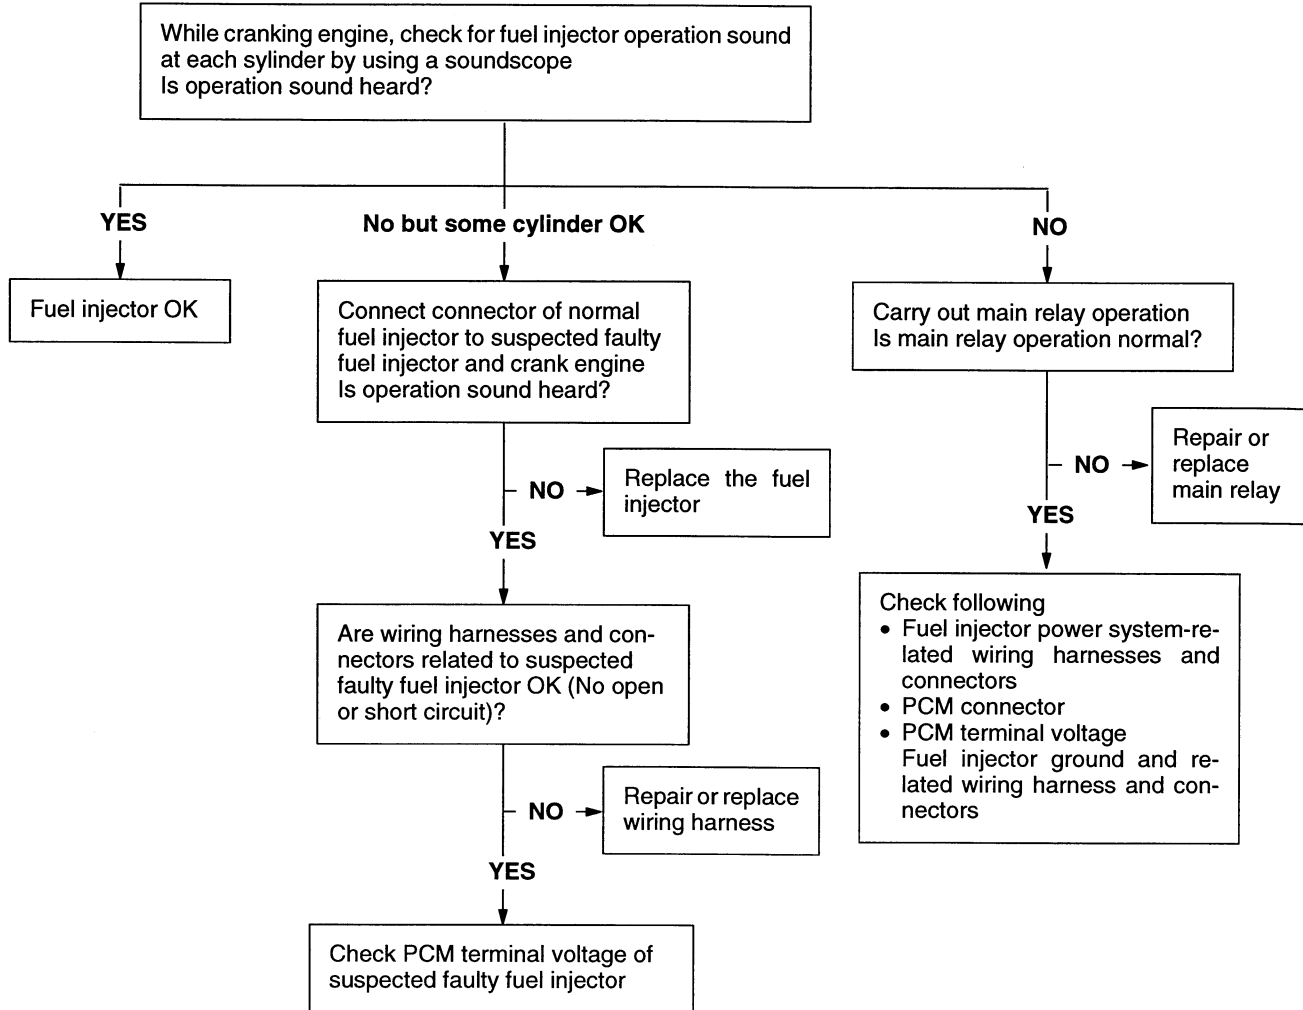 While cranking engine, check for fuel injector operation sound
at each sylinder by using a soundscope
Is operation sound heard?
YES
No but some cylinder OK
NO
Fuel injector OK
Connect connector of normal
fuel injector to suspected faulty
fuel injector and crank engine
Is operation sound heard?
Carry out main relay operation
Is main relay operation normal?
NO
Replace the fuel
injector
YES
NO
Repair or
replace
main relay
YES
Are wiring harnesses and con-
nectors related to suspected
faulty fuel injector OK (No open
or short circuit)?
Check following
• Fuel injector power system-re-
lated wiring harnesses and
connectors
• PCM connector
• PCM terminal voltage
Fuel injector ground and re-
lated wiring harness and con-
nectors
NO
Repair or replace
wiring harness
YES
Check PCM terminal voltage of
suspected faulty fuel injector